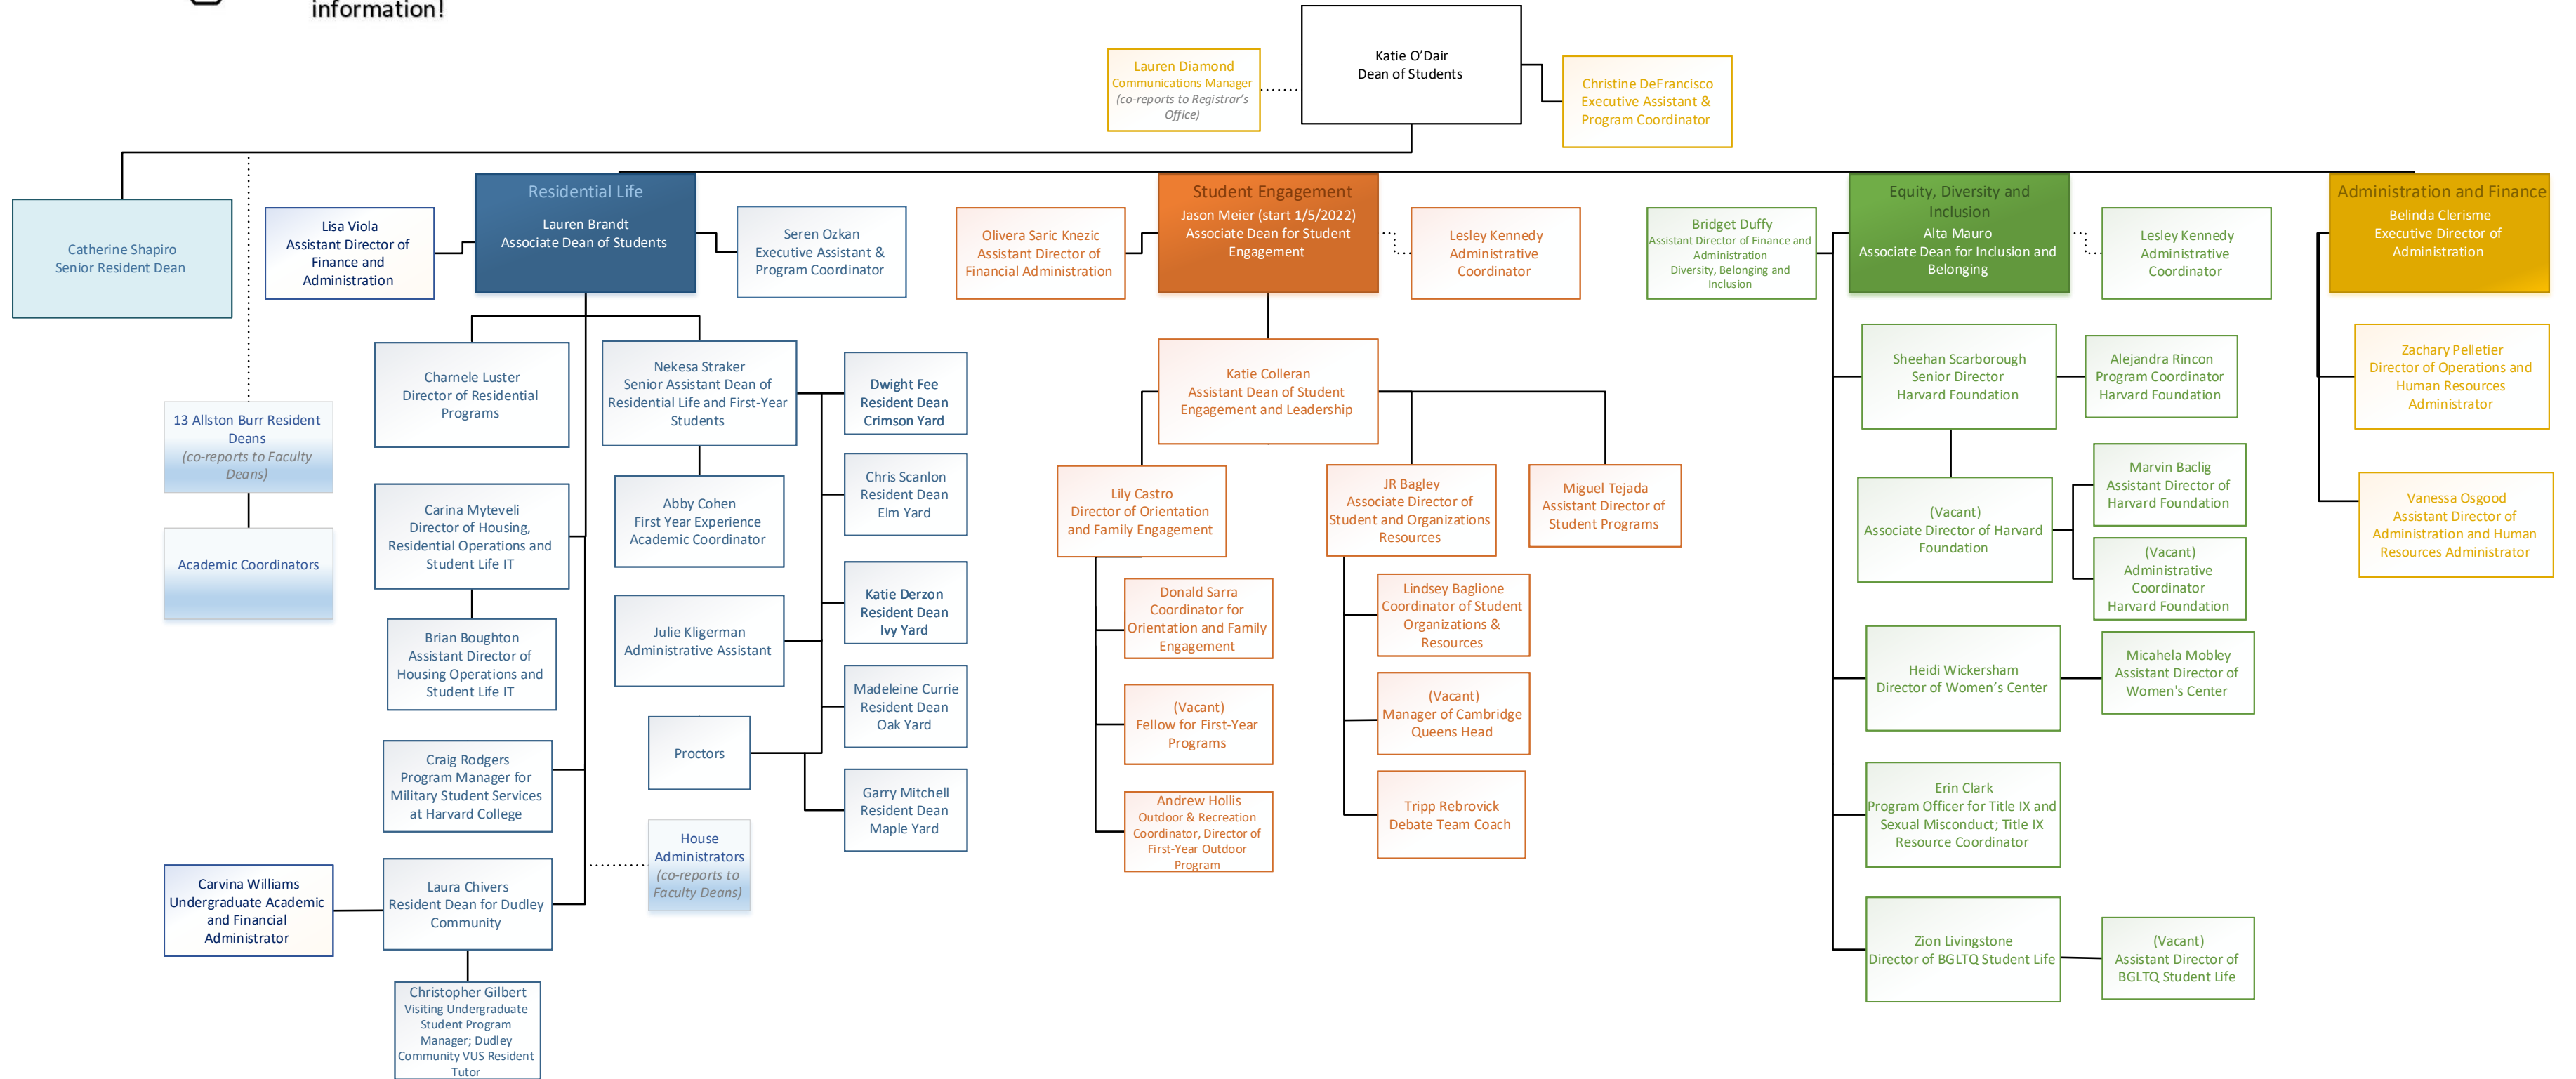 information!
Katie O’Dair
Dean of Students
Lauren Diamond
Communications Manager
(co-reports to Registrar’s
Office)
Christine DeFrancisco
Executive Assistant &
Program Coordinator
Catherine Shapiro
Senior Resident Dean
13 Allston Burr Resident
Deans
(co-reports to Faculty
Deans)
Academic Coordinators
Lisa Viola
Assistant Director of
Finance and
Administration
Residential Life
Lauren Brandt
Associate Dean of Students
Seren Ozkan
Executive Assistant &
Program Coordinator
Charnele Luster
Director of Residential
Programs
Carina Myteveli
Director of Housing,
Residential Operations and
Student Life IT
Brian Boughton
Assistant Director of
Housing Operations and
Student Life IT
Craig Rodgers
Program Manager for
Military Student Services
at Harvard College
Carvina Williams
Undergraduate Academic
and Financial
Administrator
Laura Chivers
Resident Dean for Dudley
Community
Christopher Gilbert
Visiting Undergraduate
Student Program
Manager; Dudley
Community VUS Resident
Tutor
Nekesa Straker
Senior Assistant Dean of
Residential Life and First-Year
Students
Abby Cohen
First Year Experience
Academic Coordinator
Julie Kligerman
Administrative Assistant
Proctors
House
Administrators
(co-reports to
Faculty Deans)
Dwight Fee
Resident Dean
Crimson Yard
Chris Scanlon
Resident Dean
Elm Yard
Katie Derzon
Resident Dean
Ivy Yard
Madeleine Currie
Resident Dean
Oak Yard
Garry Mitchell
Resident Dean
Maple Yard
Olivera Saric Knezic
Assistant Director of
Financial Administration
Student Engagement
Jason Meier (start 1/5/2022)
Associate Dean for Student
Engagement
Lesley Kennedy
Administrative
Coordinator
Katie Colleran
Assistant Dean of Student
Engagement and Leadership
Lily Castro
Director of Orientation
and Family Engagement
Donald Sarra
Coordinator for
Orientation and Family
Engagement
(Vacant)
Fellow for First-Year
Programs
Andrew Hollis
Outdoor & Recreation
Coordinator, Director of
First-Year Outdoor
Program
JR Bagley
Associate Director of
Student and Organizations
Resources
Lindsey Baglione
Coordinator of Student
Organizations &
Resources
(Vacant)
Manager of Cambridge
Queens Head
Tripp Rebrovick
Debate Team Coach
Miguel Tejada
Assistant Director of
Student Programs
Bridget Duffy
Assistant Director of Finance and
Administration
Diversity, Belonging and
Inclusion
Equity, Diversity and
Inclusion
Alta Mauro
Associate Dean for Inclusion and
Belonging
Lesley Kennedy
Administrative
Coordinator
Sheehan Scarborough
Senior Director
Harvard Foundation
Alejandra Rincon
Program Coordinator
Harvard Foundation
(Vacant)
Associate Director of Harvard
Foundation
Marvin Baclig
Assistant Director of
Harvard Foundation
(Vacant)
Administrative
Coordinator
Harvard Foundation
Heidi Wickersham
Director of Women’s Center
Micahela Mobley
Assistant Director of
Women's Center
Erin Clark
Program Officer for Title IX and
Sexual Misconduct; Title IX
Resource Coordinator
Zion Livingstone
Director of BGLTQ Student Life
(Vacant)
Assistant Director of
BGLTQ Student Life
Administration and Finance
Belinda Clerisme
Executive Director of
Administration
Zachary Pelletier
Director of Operations and
Human Resources
Administrator
Vanessa Osgood
Assistant Director of
Administration and Human
Resources Administrator